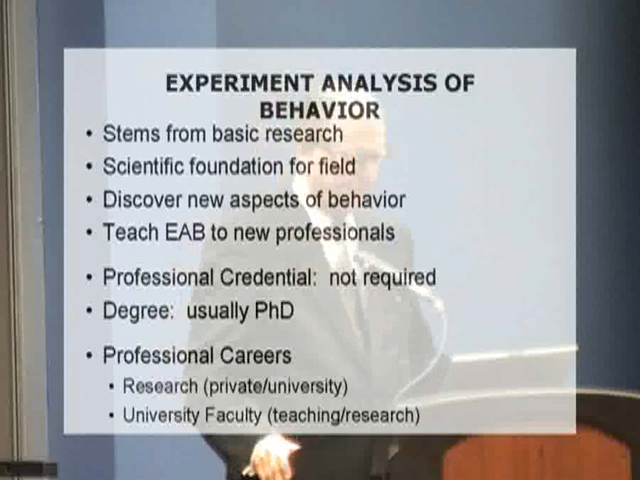 EXPERIMENT ANALYSIS OF
BEHAVIOR
• Stems from basic research
• Scientific foundation for field
• Discover new aspects of behavior
• Teach EAB to new professionals
• Professional Credential: not required
• Degree: usually PhD
• Professional Careers
• Research (private/university)
• University Faculty (teaching/research)